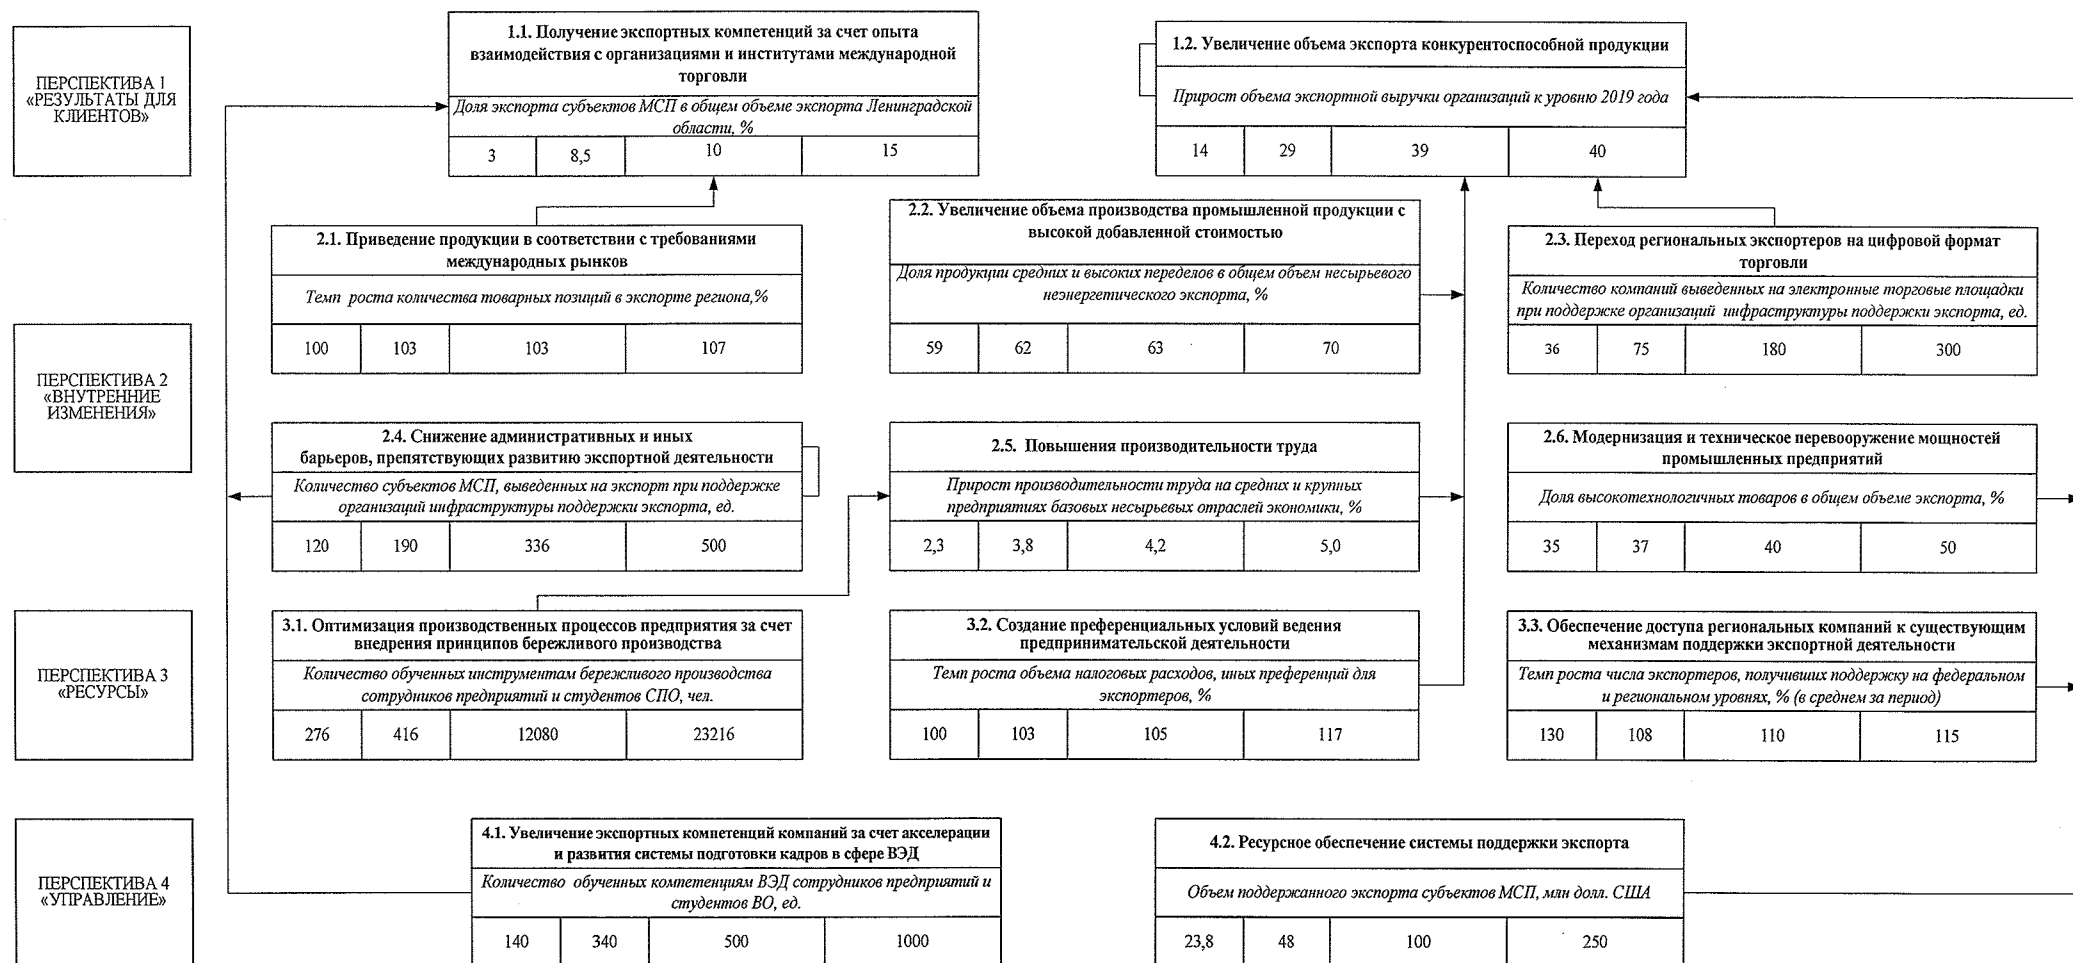 ПЕРСПЕКТИВА 1
«РЕЗУЛЬТАТЫ ДЛЯ
КЛИЕНТОВ»
1.1. Получение экспортных компетенций за счет опыта
взаимодействия с организациями и институтами международной
торговли
Доля экспорта субъектов МСП в общем объеме экспорта Ленинградской
области, %
3 8,5 10 15
1.2. Увеличение объема экспорта конкурентоспособной продукции
Прирост объема экспортной выручки организаций к уровню 2019 года
14 29 39 40
ПЕРСПЕКТИВА 2
«ВНУТРЕННИЕ
ИЗМЕНЕНИЯ»
2.1. Приведение продукции в соответствии с требованиями
международных рынков
Темп роста количества товарных позиций в экспорте региона,%
100 103 103 107
2.2. Увеличение объема производства промышленной продукции с
высокой добавленной стоимостью
Доля продукции средних и высоких переделов в общем объем несырьевого
неэнергетического экспорта, %
59 62 63 70
2.3. Переход региональных экспортеров на цифровой формат
торговли
Количество компаний выведенных на электронные торговые площадки
при поддержке организаций инфраструктуры поддержки экспорта, ед.
36 75 180 300
2.4. Снижение административных и иных
барьеров, препятствующих развитию экспортной деятельности
Количество субъектов МСП, выведенных на экспорт при поддержке
организаций инфраструктуры поддержки экспорта, ед.
120 190 336 500
2.5. Повышения производительности труда
Прирост производительности труда на средних и крупных
предприятиях базовых несырьевых отраслей экономики, %
2,3 3,8 4,2 5,0
2.6. Модернизация и техническое перевооружение мощностей
промышленных предприятий
Доля высокотехнологичных товаров в общем объеме экспорта, %
35 37 40 50
ПЕРСПЕКТИВА 3
«РЕСУРСЫ»
3.1. Оптимизация производственных процессов предприятия за счет
внедрения принципов бережливого производства
Количество обученных инструментам бережливого производства
сотрудников предприятий и студентов СПО, чел.
276 416 12080 23216
3.2. Создание преференциальных условий ведения
предпринимательской деятельности
Темп роста объема налоговых расходов, иных преференций для
экспортеров, %
100 103 105 117
3.3. Обеспечение доступа региональных компаний к существующим
механизмам поддержки экспортной деятельности
Темп роста числа экспортеров, получивших поддержку на федеральном
и региональном уровнях, % (в среднем за период)
130 108 110 115
ПЕРСПЕКТИВА 4
«УПРАВЛЕНИЕ»
4.1. Увеличение экспортных компетенций компаний за счет акселерации
и развития системы подготовки кадров в сфере ВЭД
Количество обученных компетенциям ВЭД сотрудников предприятий и
студентов ВО, ед.
140 340 500 1000
4.2. Ресурсное обеспечение системы поддержки экспорта
Объем поддержанного экспорта субъектов МСП, млн долл. США
23,8 48 100 250